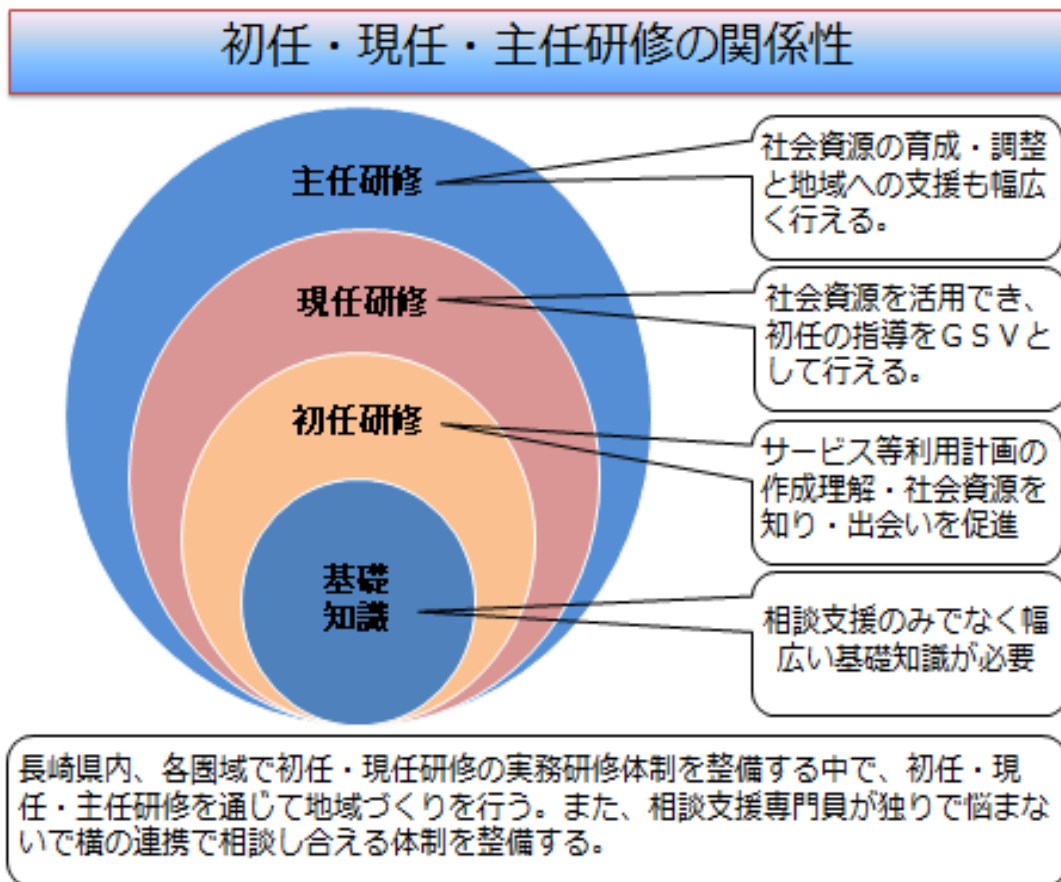 初任・現任・主任研修の関係性
主任研修
社会資源の育成・調整
と地域への支援も幅広
く行える。
現任研修
社会資源を活用でき、
初任の指導をＧＳＶと
して行える。
初任研修
サービス等利用計画の
作成理解・社会資源を
知り・出会いを促進
基礎
知識
相談支援のみでなく幅
広い基礎知識が必要
長崎県内、各圏域で初任・現任研修の実務研修体制を整備する中で、初任・現
任・主任研修を通じて地域づくりを行う。また、相談支援専門員が独りで悩まな
いで横の連携で相談し合える体制を整備する。